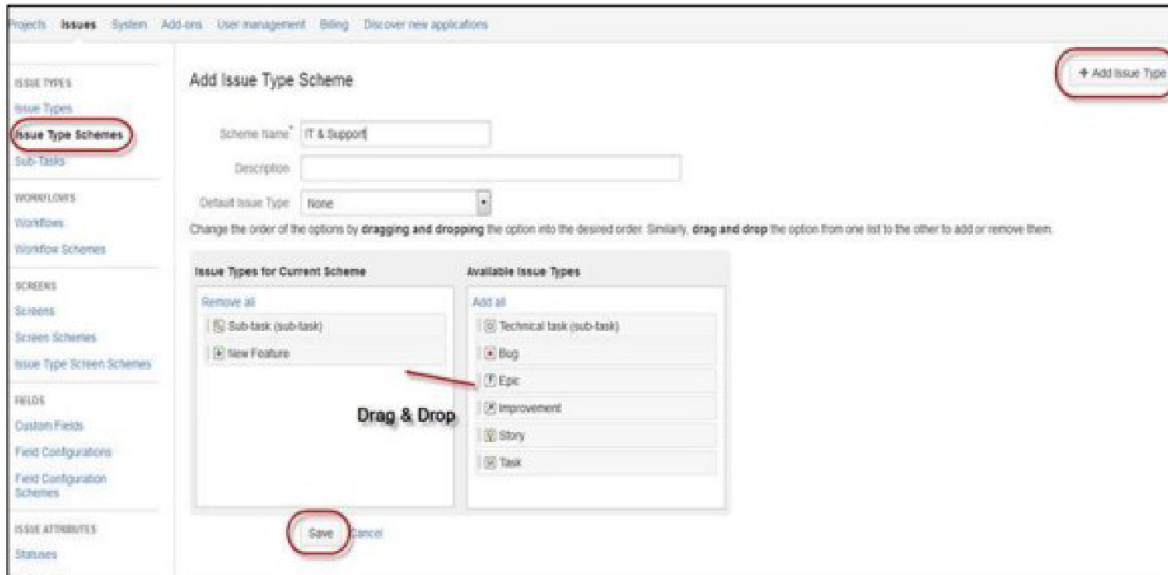 Projects Issues System Add-ons User management Billing Discover new applications
+ Add Issue Type
ISSUE TYPES
Issue Types
Issue Type Schemes
Sub-Tasks
WORKFLOWS
Workflows
Workflow Schemes
SCREENS
Screens
Screen Schemes
Issue Type Screen Schemes
FIELDS
Custom Fields
Field Configurations
Field Configuration
Schemes
ISSUE ATTRIBUTES
Statuses
Add Issue Type Scheme
Scheme Name* IT & Support
Description
Default Issue Type None
Change the order of the options by dragging and dropping the option into the desired order. Similarly, drag and drop the option from one list to the other to add or remove them.
Issue Types for Current Scheme
Remove all
Sub-task (sub-task)
New Feature
Available Issue Types
Add all
Technical task (sub-task)
Bug
Epic
Improvement
Story
Task
Drag & Drop
Save Cancel